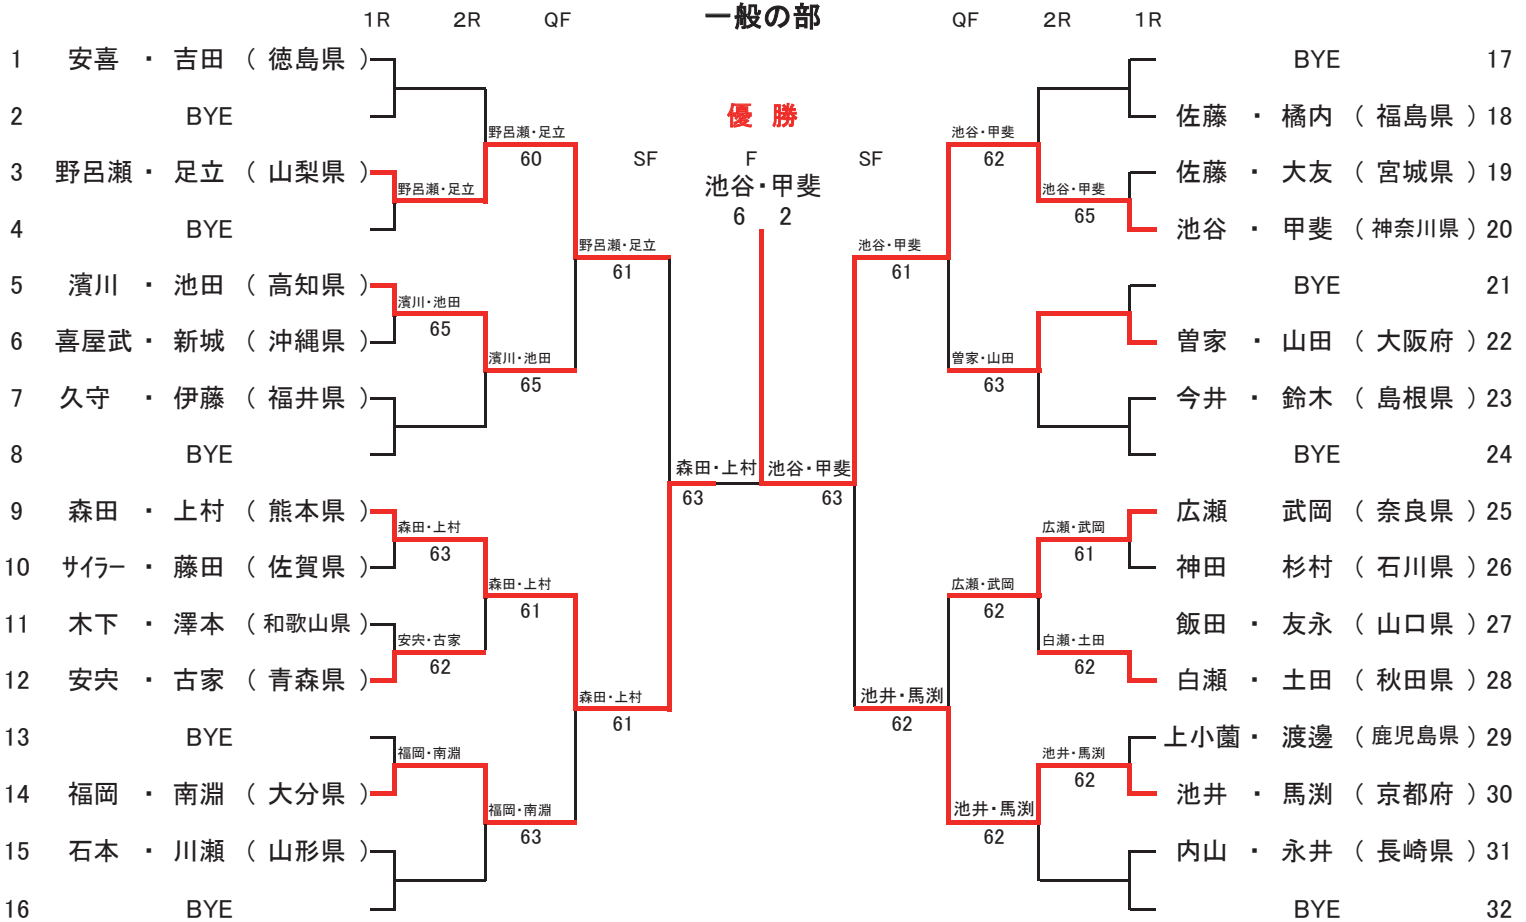 1R 2R QF 一般の部 QF 2R 1R
1 安喜 ・ 吉田 ( 徳島県 ) BYE 17
2 BYE 優 勝 佐藤 ・ 橘内 ( 福島県 ) 18
野呂瀬・足立 池谷・甲斐
60 SF F SF 62
3 野呂瀬 ・ 足立 ( 山梨県 ) 佐藤 ・ 大友 ( 宮城県 ) 19
野呂瀬・足立 池谷・甲斐 池谷・甲斐
6 2 65
4 BYE 池谷 ・ 甲斐 ( 神奈川県 ) 20
野呂瀬・足立 池谷・甲斐
61 61
5 濱川 ・ 池田 ( 高知県 ) BYE 21
濱川・池田
65
6 喜屋武 ・ 新城 ( 沖縄県 ) 曽家 ・ 山田 ( 大阪府 ) 22
濱川・池田 曽家・山田
65 63
7 久守 ・ 伊藤 ( 福井県 ) 今井 ・ 鈴木 ( 島根県 ) 23
8 BYE BYE 24
森田・上村 池谷・甲斐
63 63
9 森田 ・ 上村 ( 熊本県 ) 広瀬 武岡 ( 奈良県 ) 25
森田・上村 広瀬・武岡
63 61
10 サイラー ・ 藤田 ( 佐賀県 ) 神田 杉村 ( 石川県 ) 26
森田・上村 広瀬・武岡
61 62
11 木下 ・ 澤本 ( 和歌山県 ) 飯田 ・ 友永 ( 山口県 ) 27
安宍・古家 白瀬・土田
62 62
12 安宍 ・ 古家 ( 青森県 ) 白瀬 ・ 土田 ( 秋田県 ) 28
森田・上村 池井・馬渕
61 62
13 BYE 上小薗 ・ 渡邊 ( 鹿児島県 ) 29
福岡・南淵 池井・馬渕
62
14 福岡 ・ 南淵 ( 大分県 ) 池井 ・ 馬渕 ( 京都府 ) 30
福岡・南淵 池井・馬渕
63 62
15 石本 ・ 川瀬 ( 山形県 ) 内山 ・ 永井 ( 長崎県 ) 31
16 BYE BYE 32